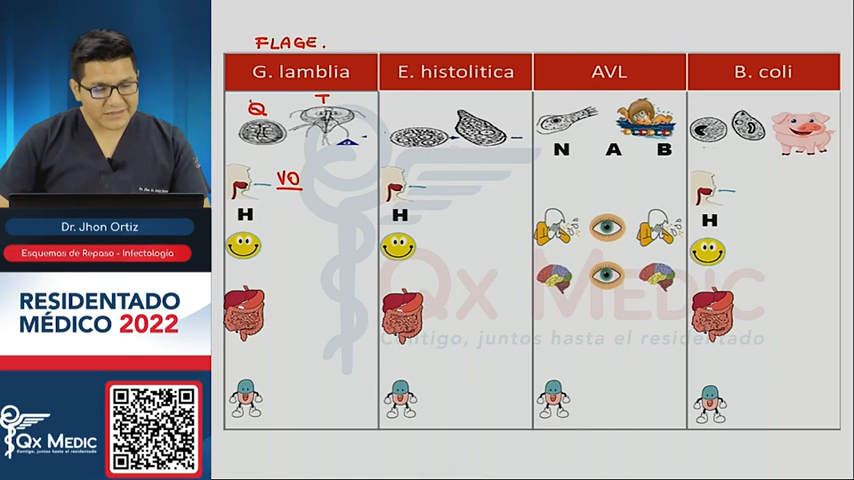 FLAGE.
G. lamblia
E. histolitica
AVL
B. coli
Q
T
N A B
VO
H
H
H
Qx MEDIC
Contigo, juntos hasta el residentado
Dr. Jhon Ortiz
Esquemas de Repaso - Infectología
RESIDENTADO
MÉDICO 2022
Qx MEDIC
Contigo, juntos hasta el residentado